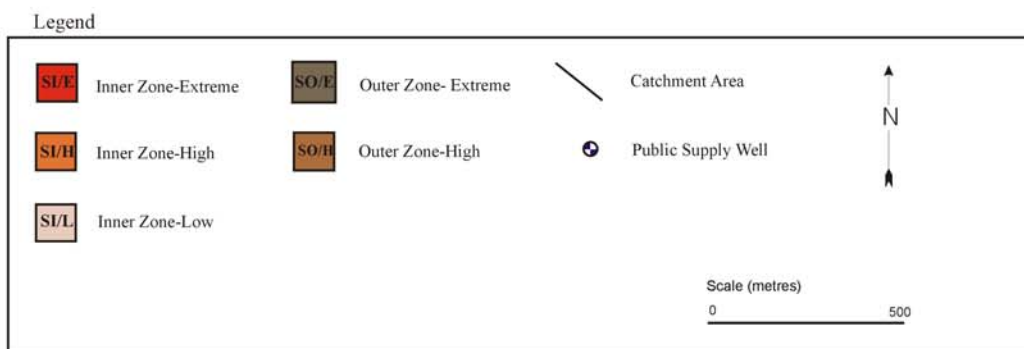 Legend
SI/E Inner Zone-Extreme
SO/E Outer Zone- Extreme
Catchment Area
N
SI/H Inner Zone-High
SO/H Outer Zone-High
Public Supply Well
SI/L Inner Zone-Low
Scale (metres)
0 500